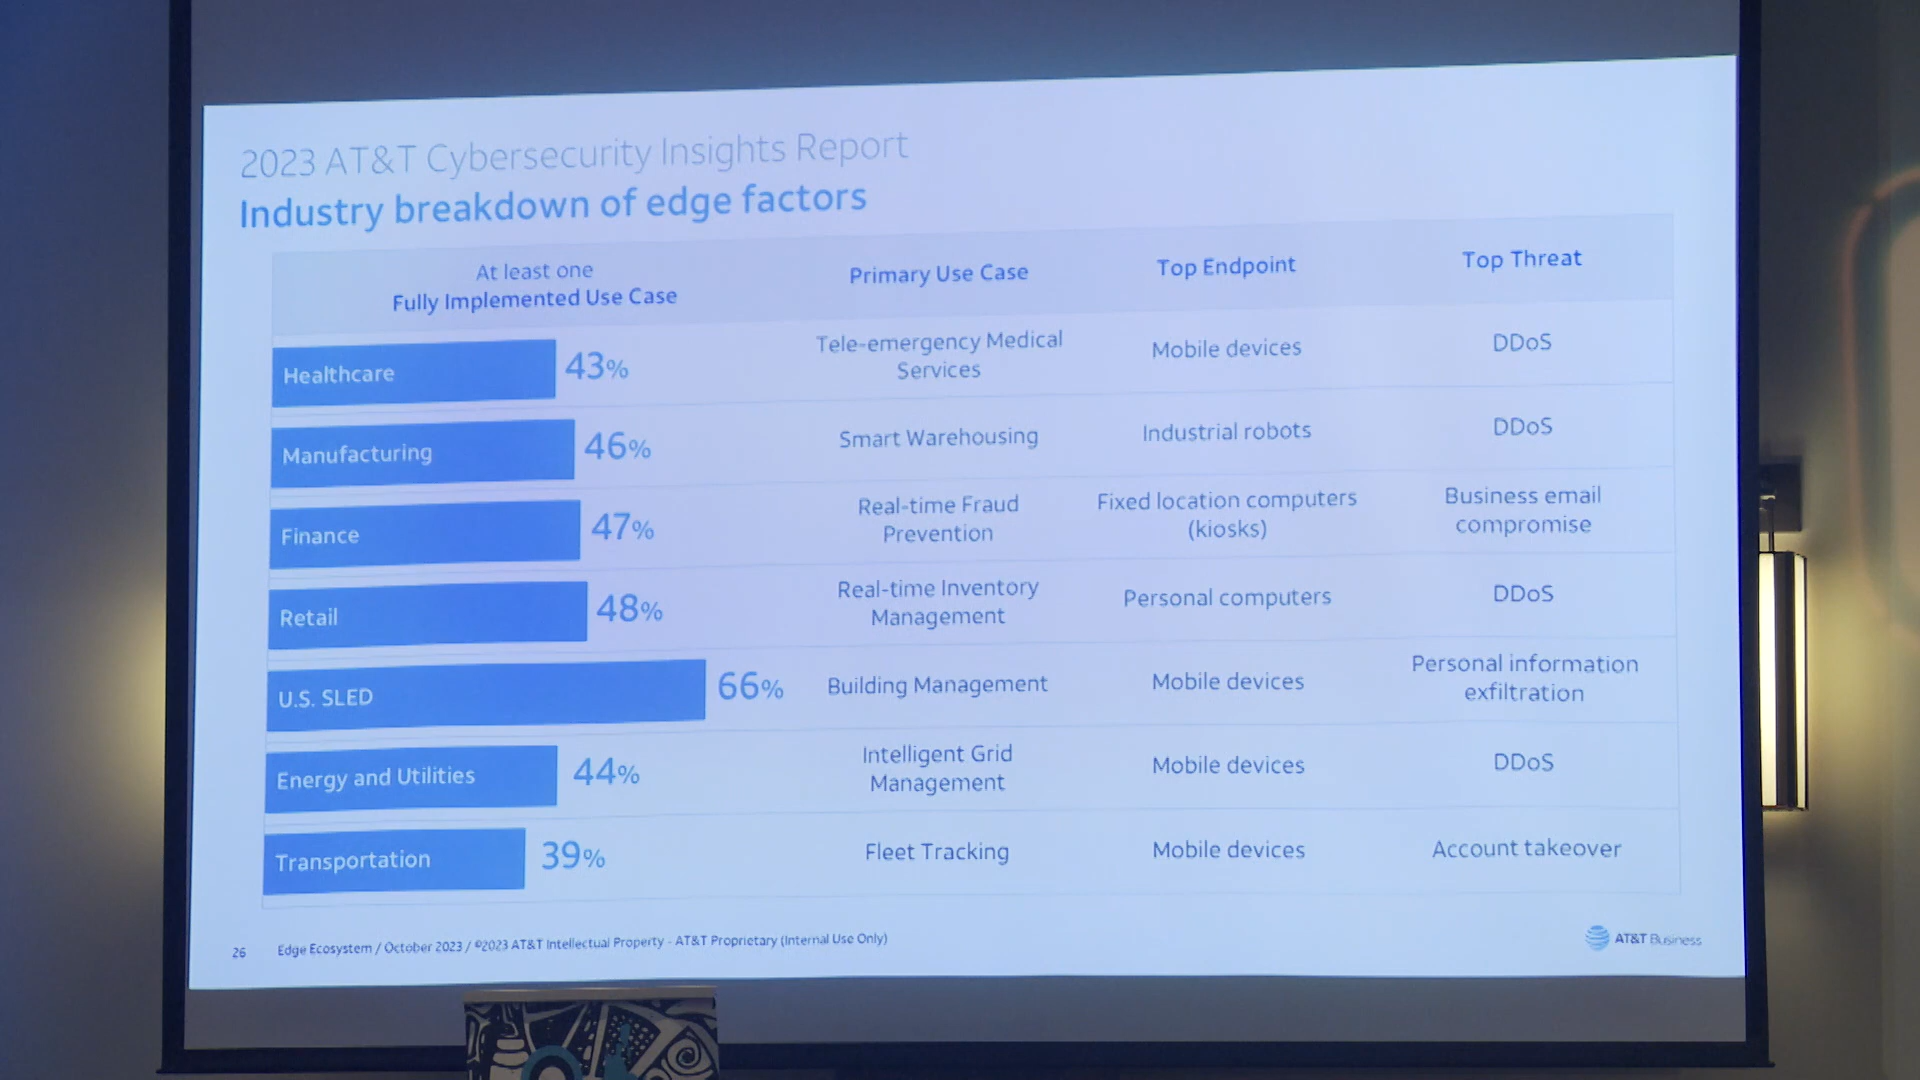 2023 AT&T Cybersecurity Insights Report
Industry breakdown of edge factors
At least one
Fully Implemented Use Case
Primary Use Case
Top Endpoint
Top Threat
Healthcare
43%
Tele-emergency Medical
Services
Mobile devices
DDoS
Manufacturing
46%
Smart Warehousing
Industrial robots
DDoS
Finance
47%
Real-time Fraud
Prevention
Fixed location computers
(kiosks)
Business email
compromise
Retail
48%
Real-time Inventory
Management
Personal computers
DDoS
U.S. SLED
66%
Building Management
Mobile devices
Personal information
exfiltration
Energy and Utilities
44%
Intelligent Grid
Management
Mobile devices
DDoS
Transportation
39%
Fleet Tracking
Mobile devices
Account takeover
26
Edge Ecosystem / October 2023 / ©2023 AT&T Intellectual Property - AT&T Proprietary (Internal Use Only)
AT&T Business